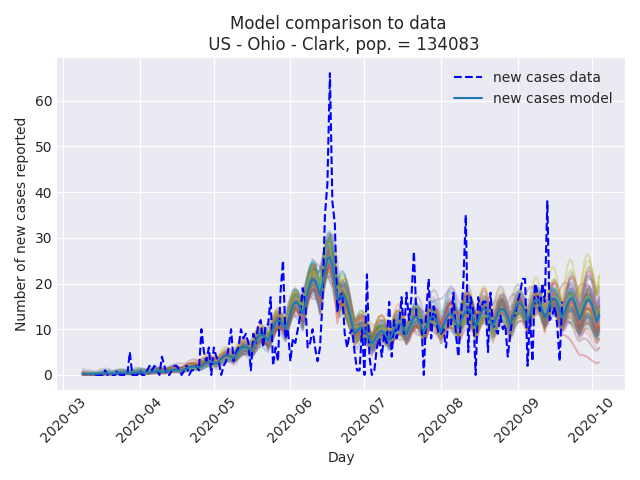 Model comparison to data
US - Ohio - Clark, pop. = 134083
new cases data
new cases model
Number of new cases reported
60
50
40
30
20
10
0
2020-03
2020-04
2020-05
2020-06
2020-07
2020-08
2020-09
2020-10
Day